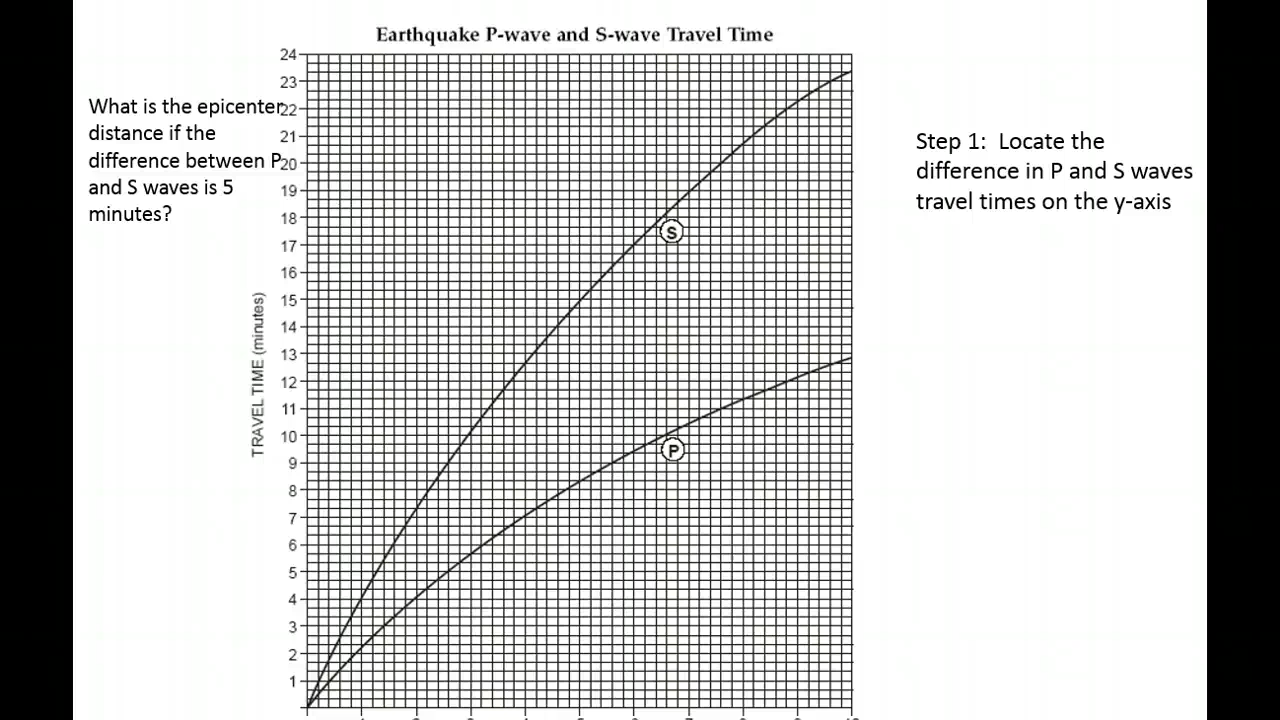 Earthquake P-wave and S-wave Travel Time
What is the epicenter
distance if the
difference between P
and S waves is 5
minutes?
Step 1:  Locate the
difference in P and S waves
travel times on the y-axis
TRAVEL TIME (minutes)
24
23
22
21
20
19
18
17
16
15
14
13
12
11
10
9
8
7
6
5
4
3
2
1
S
P